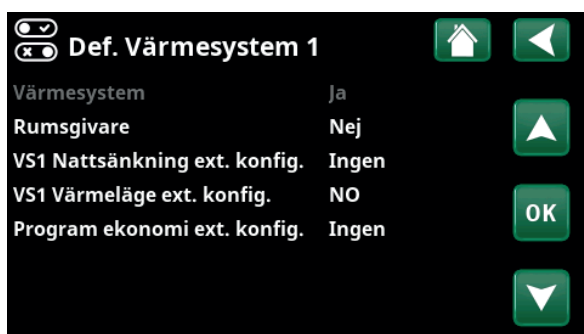 Def. Värmesystem 1
Värmesystem Ja
Rumsgivare Nej
VS1 Nattsänkning ext. konfig. Ingen
VS1 Värmeläge ext. konfig. NO
OK
Program ekonomi ext. konfig. Ingen